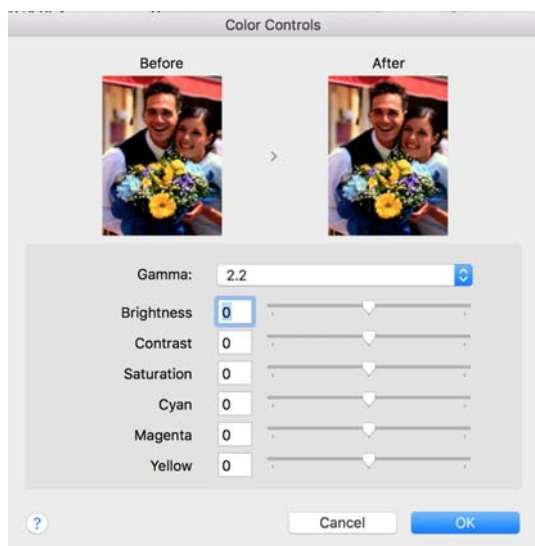 Color Controls
Before
After
>
Gamma: 2.2
Brightness 0
Contrast 0
Saturation 0
Cyan 0
Magenta 0
Yellow 0
?
Cancel
OK